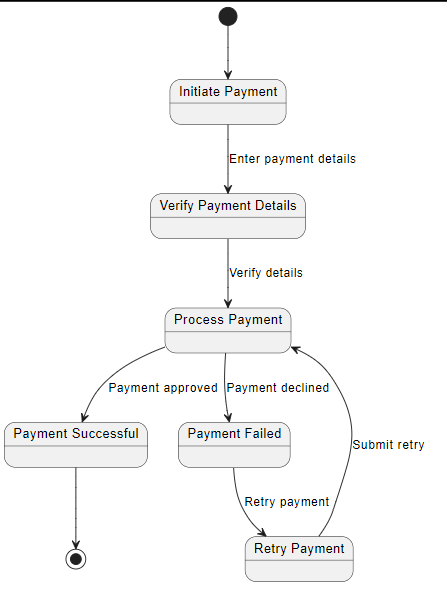 Initiate Payment
Enter payment details
Verify Payment Details
Verify details
Process Payment
Payment approved
Payment declined
Payment Successful
Payment Failed
Submit retry
Retry payment
Retry Payment